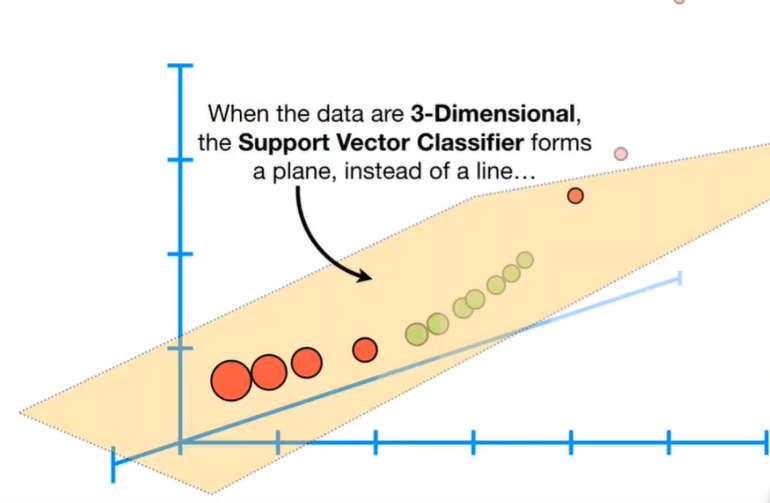 When the data are 3-Dimensional,
the Support Vector Classifier forms
a plane, instead of a line…